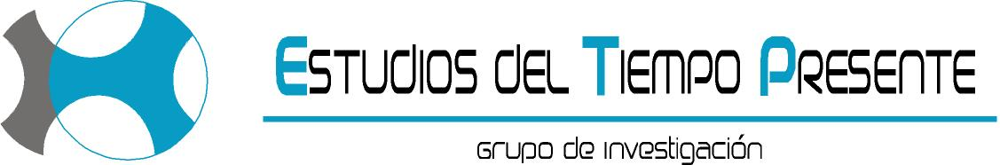 Estudios del Tiempo Presente
Grupo de Investigación